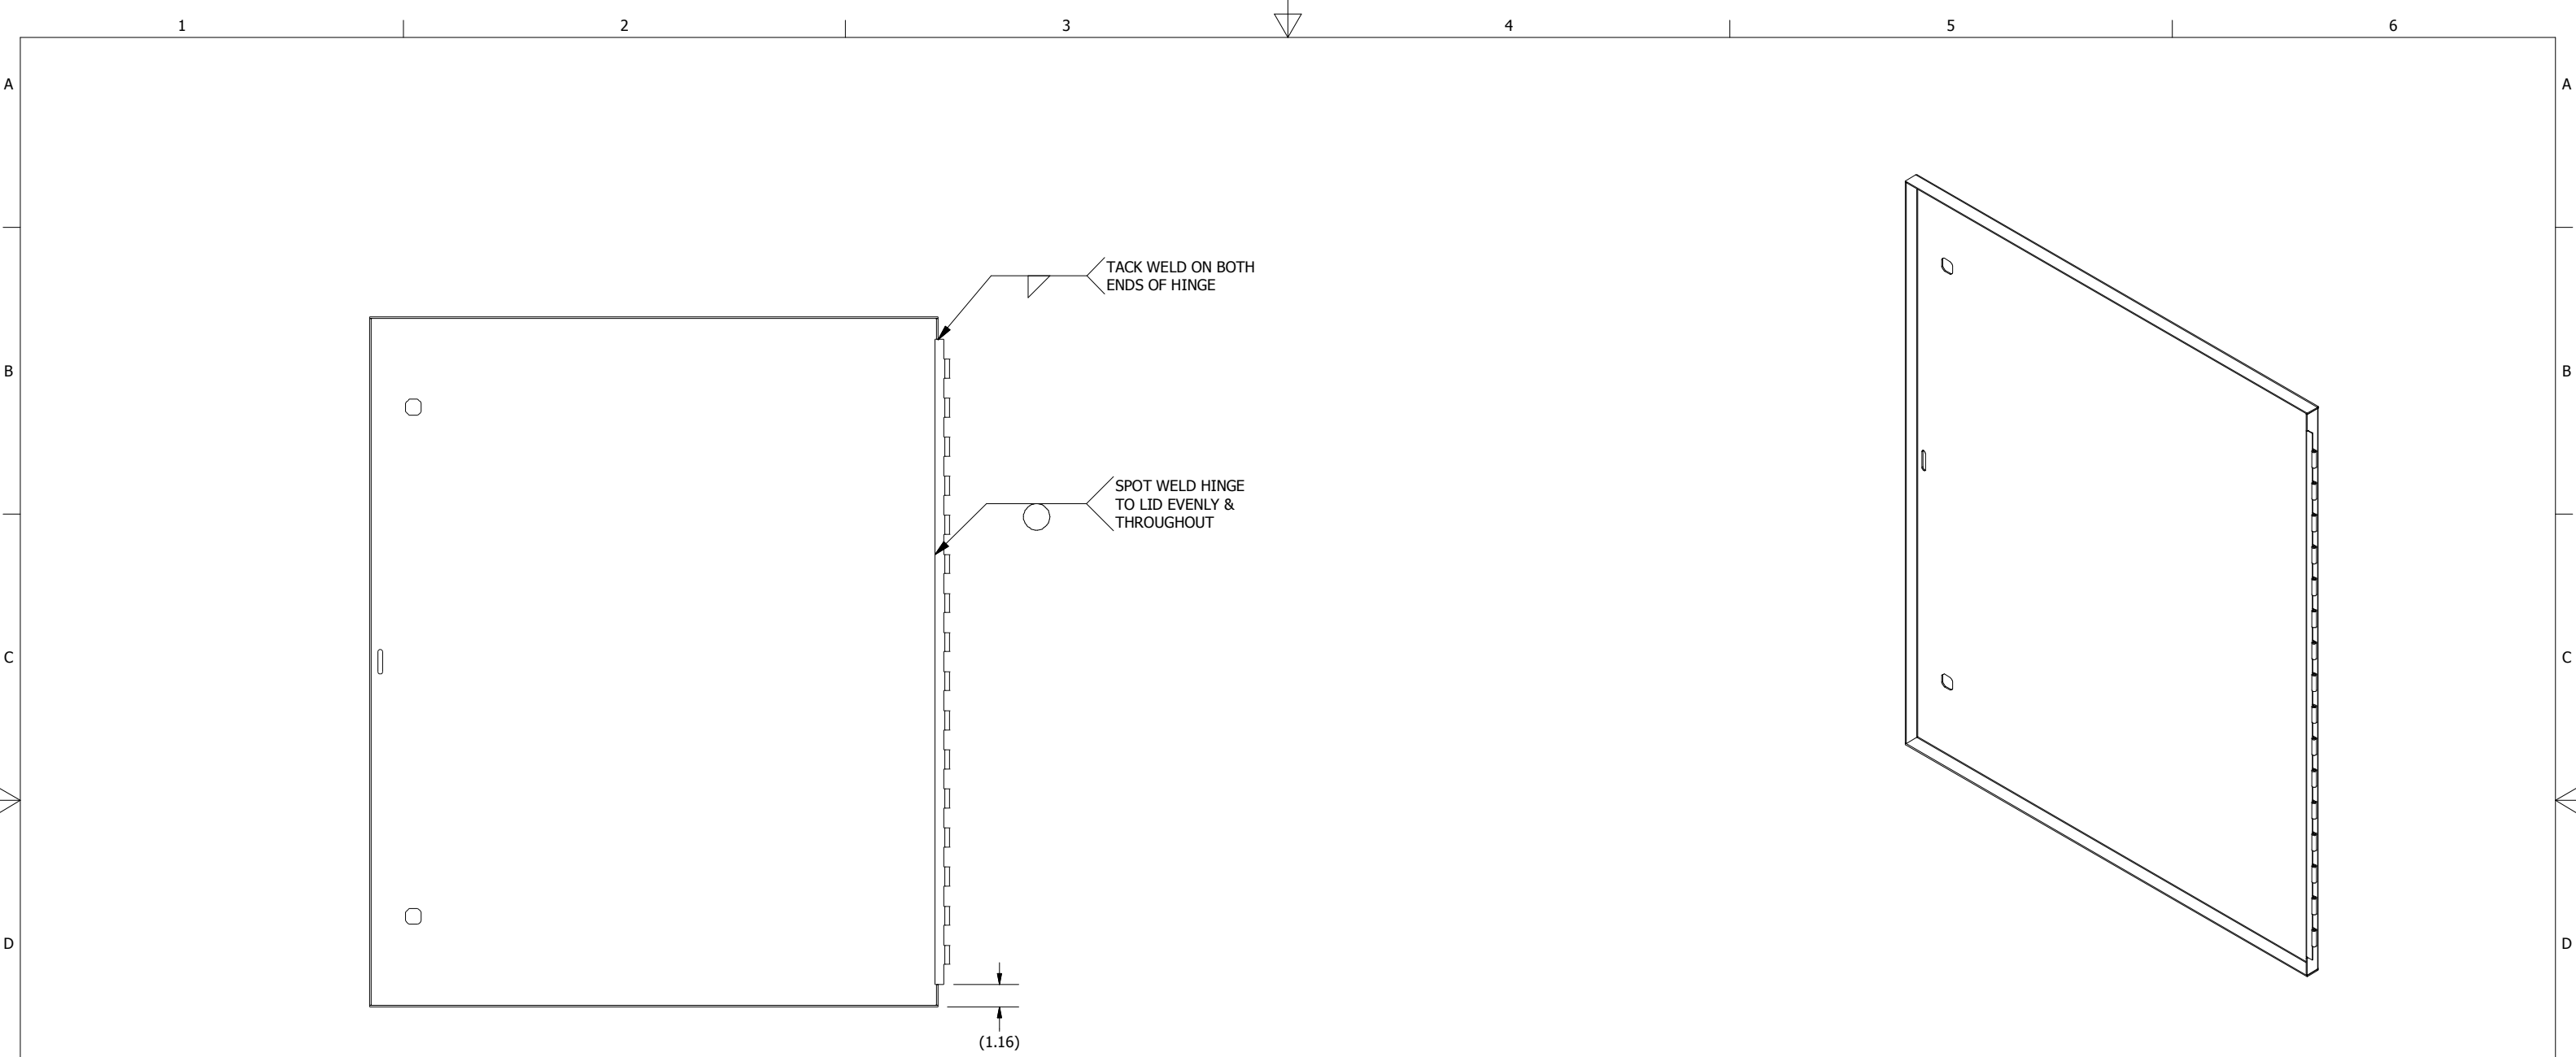 1 2 3 4 5 6
A A
TACK WELD ON BOTH
ENDS OF HINGE
B B
SPOT WELD HINGE
TO LID EVENLY &
THROUGHOUT
C C
D D
(1.16)